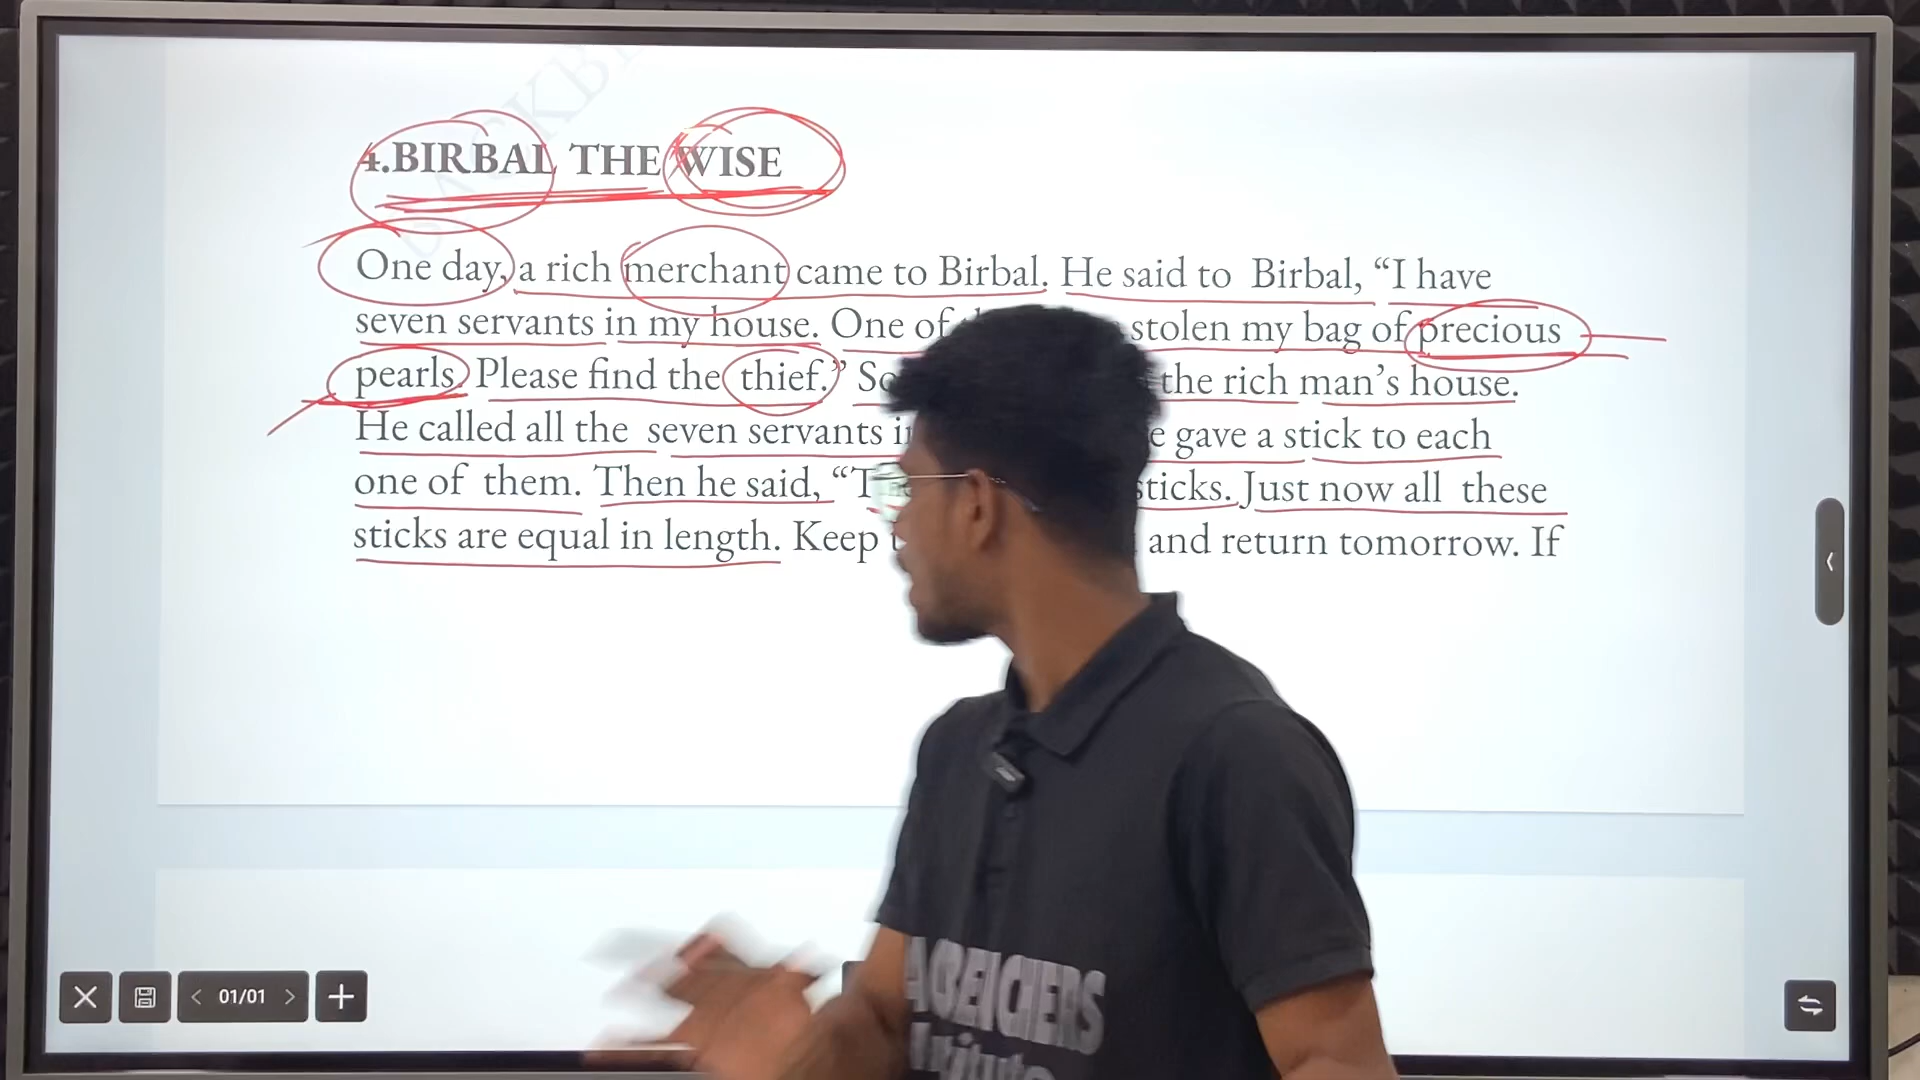 4.BIRBAL THE WISE
One day, a rich merchant came to Birbal. He said to Birbal, “I have
seven servants in my house. One of stolen my bag of precious
pearls. Please find the thief.” So the rich man’s house.
He called all the seven servants gave a stick to each
one of them. Then he said, “ sticks. Just now all these
sticks are equal in length. Keep and return tomorrow. If
01/01